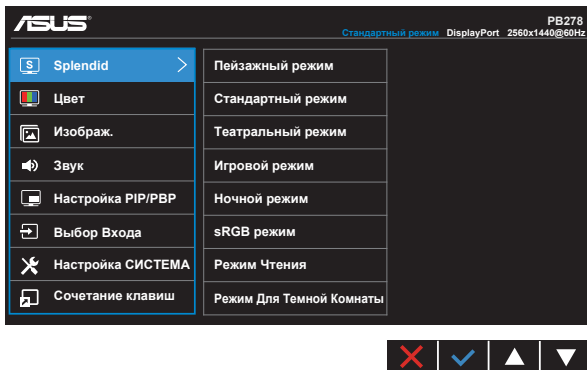 ASUS
PB278
Стандартный режим DisplayPort 2560x1440@60Hz
S Splendid
Цвет
Изображ.
Звук
Настройка PIP/PBP
Выбор Входа
Настройка СИСТЕМА
Сочетание клавиш
Пейзажный режим
Стандартный режим
Театральный режим
Игровой режим
Ночной режим
sRGB режим
Режим Чтения
Режим Для Темной Комнаты